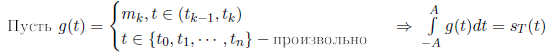 Пусть g(t) = { m_k, t ∈ (t_{k−1}, t_k)
t ∈ {t_0, t_1, ⋯ , t_n} − произвольно
⇒ ∫_{−A}^{A} g(t)dt = s_T(t)